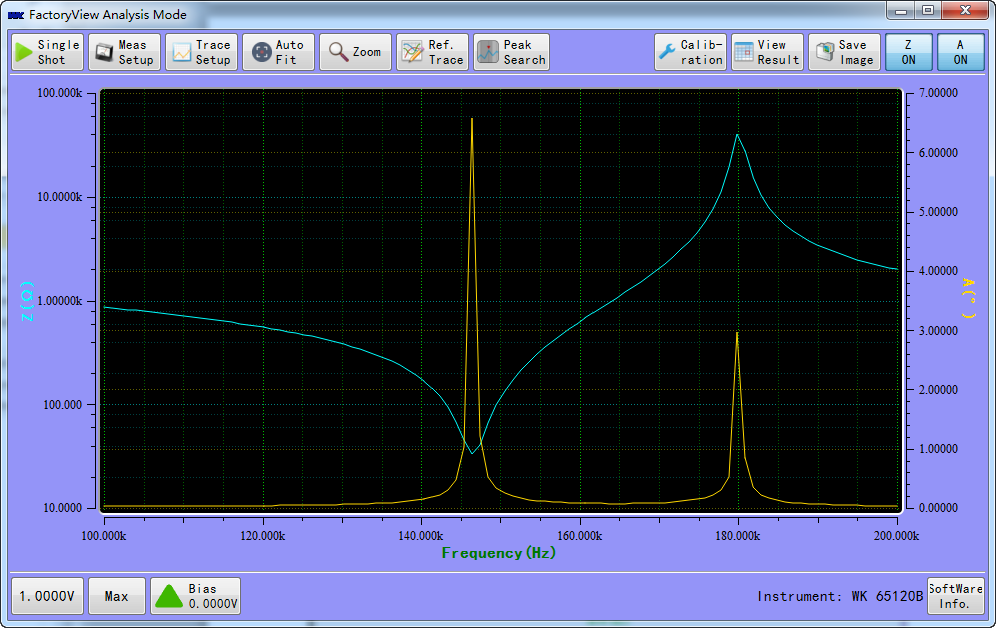 FactoryView Analysis Mode
Single Shot
Meas Setup
Trace Setup
Auto Fit
Zoom
Ref. Trace
Peak Search
Calib-ration
View Result
Save Image
Z ON
A ON
100.000k
10.0000k
1.00000k
100.000
10.0000
Z(Ω)
7.00000
6.00000
5.00000
4.00000
3.00000
2.00000
1.00000
0.00000
A(°)
100.000k 120.000k 140.000k 160.000k 180.000k 200.000k
Frequency(Hz)
1.0000V
Max
Bias
0.0000V
Instrument: WK 65120B
SoftWare
Info.